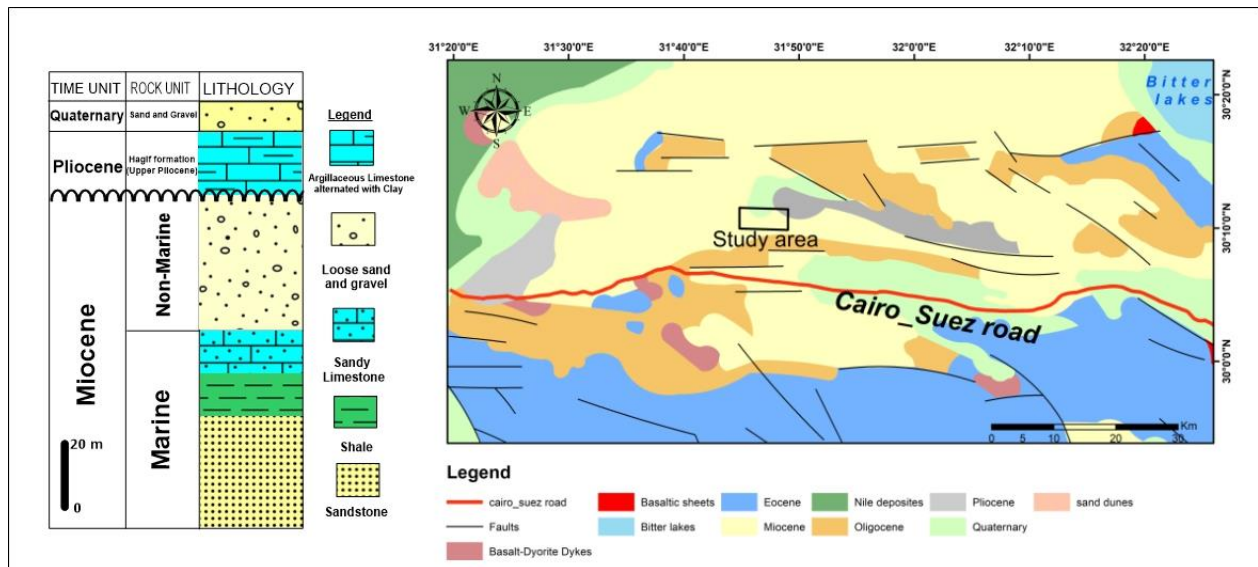 TIME UNIT ROCK UNIT LITHOLOGY
Quaternary Sand and Gravel
Pliocene Hagif formation
(Upper Pliocene)
Miocene
Non-Marine
Marine
20 m
0
Legend
Argillaceous Limestone
alternated with Clay
Loose sand
and gravel
Sandy
Limestone
Shale
Sandstone
31°20'0"E 31°30'0"E 31°40'0"E 31°50'0"E 32°0'0"E 32°10'0"E 32°20'0"E
N
W E
S
Bitter
lakes
30°20'0"N
30°10'0"N
30°0'0"N
Study area
Cairo_Suez road
Km
0 5 10 20 30
Legend
cairo_suez road
Faults
Basalt-Dyorite Dykes
Basaltic sheets
Bitter lakes
Eocene
Miocene
Nile deposites
Oligocene
Pliocene
Quaternary
sand dunes